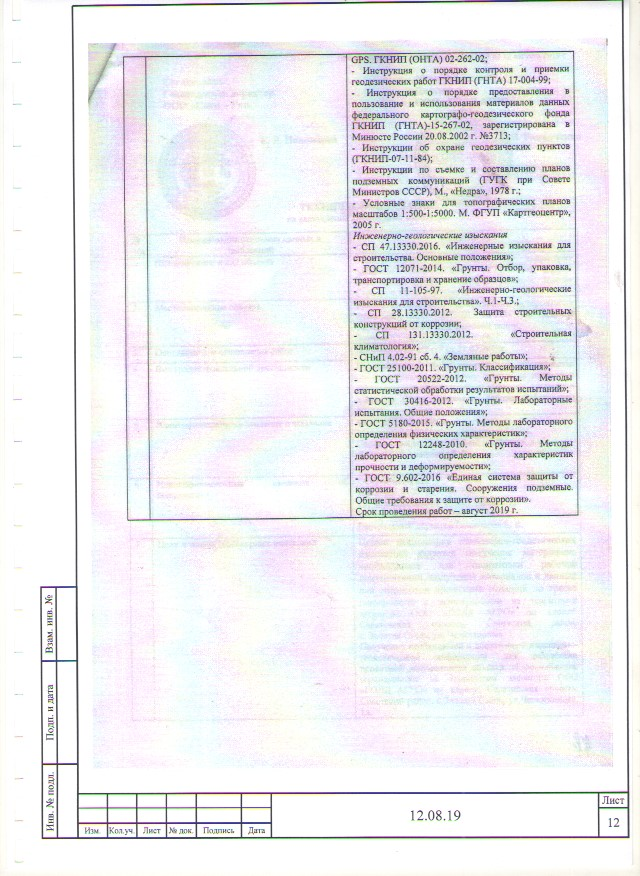 GPS. ГКНИП (ОНТА) 02-262-02;
- Инструкция о порядке контроля и приемки
геодезических работ ГКНИП (ГНТА) 17-004-99;
- Инструкция о порядке предоставления в
пользование и использования материалов данных
федерального картографо-геодезического фонда
ГКНИП (ГНТА)-15-267-02, зарегистрирована в
Минюсте России 20.08.2002 г. №3713;
- Инструкции об охране геодезических пунктов
(ГКНИП-07-11-84);
- Инструкции по съемке и составлению планов
подземных коммуникаций (ГУГК при Совете
Министров СССР), М., «Недра», 1978 г.;
- Условные знаки для топографических планов
масштабов 1:500-1:5000. М. ФГУП «Картгеоцентр»,
2005 г.
Инженерно-геологические изыскания
- СП 47.13330.2016. «Инженерные изыскания для
строительства. Основные положения»;
- ГОСТ 12071-2014. «Грунты. Отбор, упаковка,
транспортировка и хранение образцов»;
- СП 11-105-97. «Инженерно-геологические
изыскания для строительства». Ч.1-Ч.3.;
- СП 28.13330.2012. Защита строительных
конструкций от коррозии;
- СП 131.13330.2012. «Строительная
климатология»;
- СНиП 4.02-91 сб. 4. «Земляные работы»;
- ГОСТ 25100-2011. «Грунты. Классификация»;
- ГОСТ 20522-2012. «Грунты. Методы
статистической обработки результатов испытаний»;
- ГОСТ 30416-2012. «Грунты. Лабораторные
испытания. Общие положения»;
- ГОСТ 5180-2015. «Грунты. Методы лабораторного
определения физических характеристик»;
- ГОСТ 12248-2010. «Грунты. Методы
лабораторного определения характеристик
прочности и деформируемости»;
- ГОСТ 9.602-2016 «Единая система защиты от
коррозии и старения. Сооружения подземные.
Общие требования к защите от коррозии».
Срок проведения работ – август 2019 г.
Взам. инв. №
Подп. и дата
Инв. № подл.
Изм. Кол.уч. Лист № док. Подпись Дата
12.08.19
Лист
12